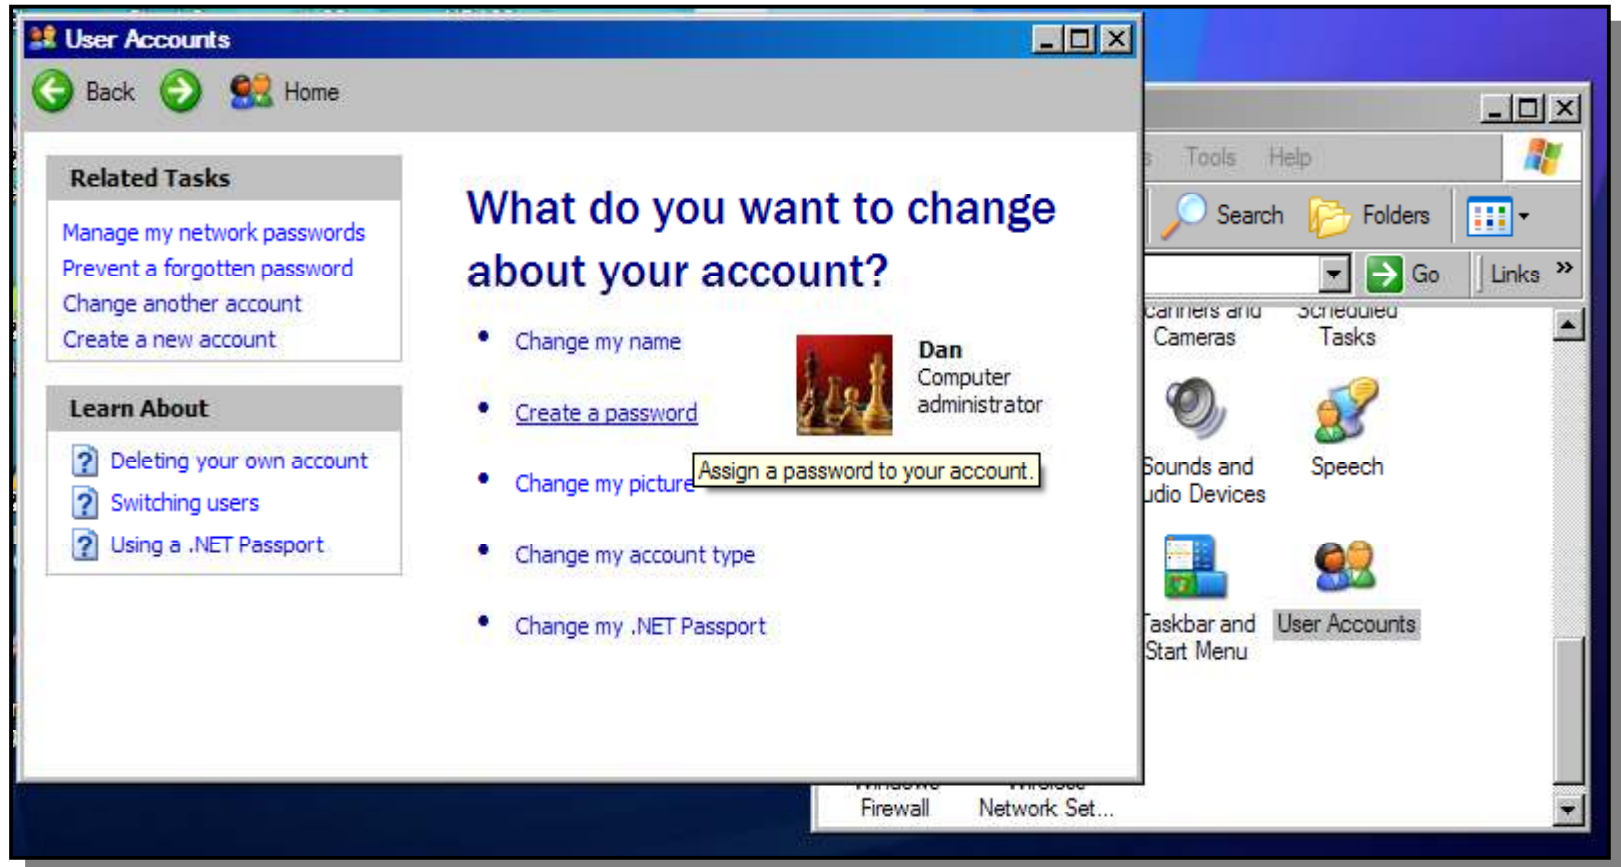 User Accounts
Back
Home
Related Tasks
Manage my network passwords
Prevent a forgotten password
Change another account
Create a new account
Learn About
Deleting your own account
Switching users
Using a .NET Passport
What do you want to change
about your account?
Change my name
Create a password
Change my picture
Change my account type
Change my .NET Passport
Dan
Computer
administrator
Assign a password to your account.
Tools Help
Search Folders
Go Links
Scheduled
Cameras Tasks
Sounds and Speech
Devices
Taskbar and User Accounts
Start Menu
Firewall Network Set...